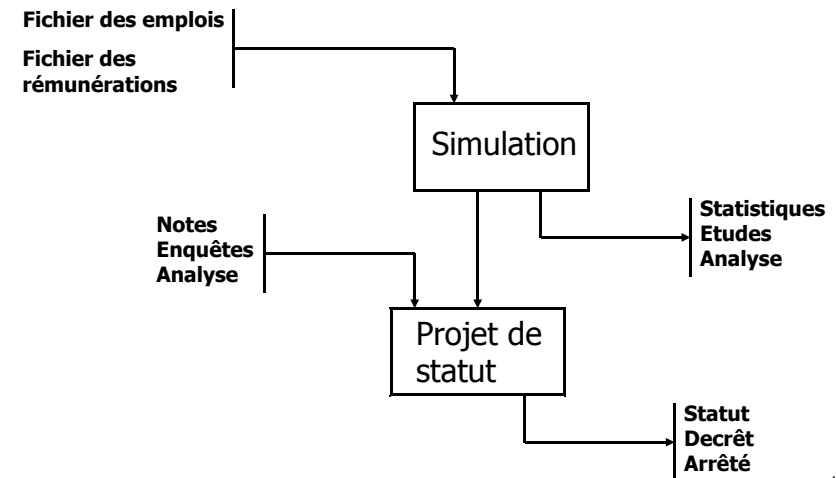 Fichier des emplois
Fichier des
rémunérations
Simulation
Statistiques
Etudes
Analyse
Notes
Enquêtes
Analyse
Projet de
statut
Statut
Decrêt
Arrêté